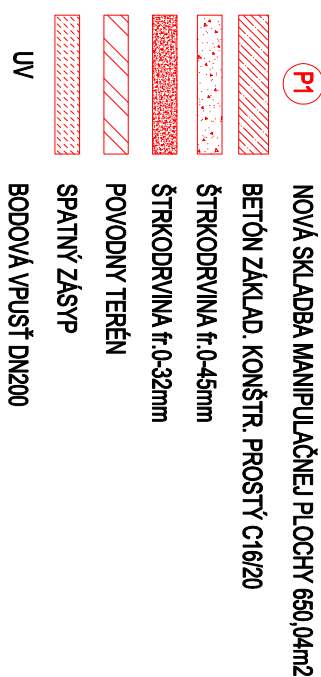 P1 NOVÁ SKLADBA MANIPULAČNEJ PLOCHY 650,04m2
BETÓN ZÁKLAD. KONŠTR. PROSTÝ C16/20
ŠTRKODRVINA fr.0-45mm
ŠTRKODRVINA fr.0-32mm
POVODNY TERÉN
SPATNÝ ZÁSYP
UV BODOVÁ VPUSŤ DN200